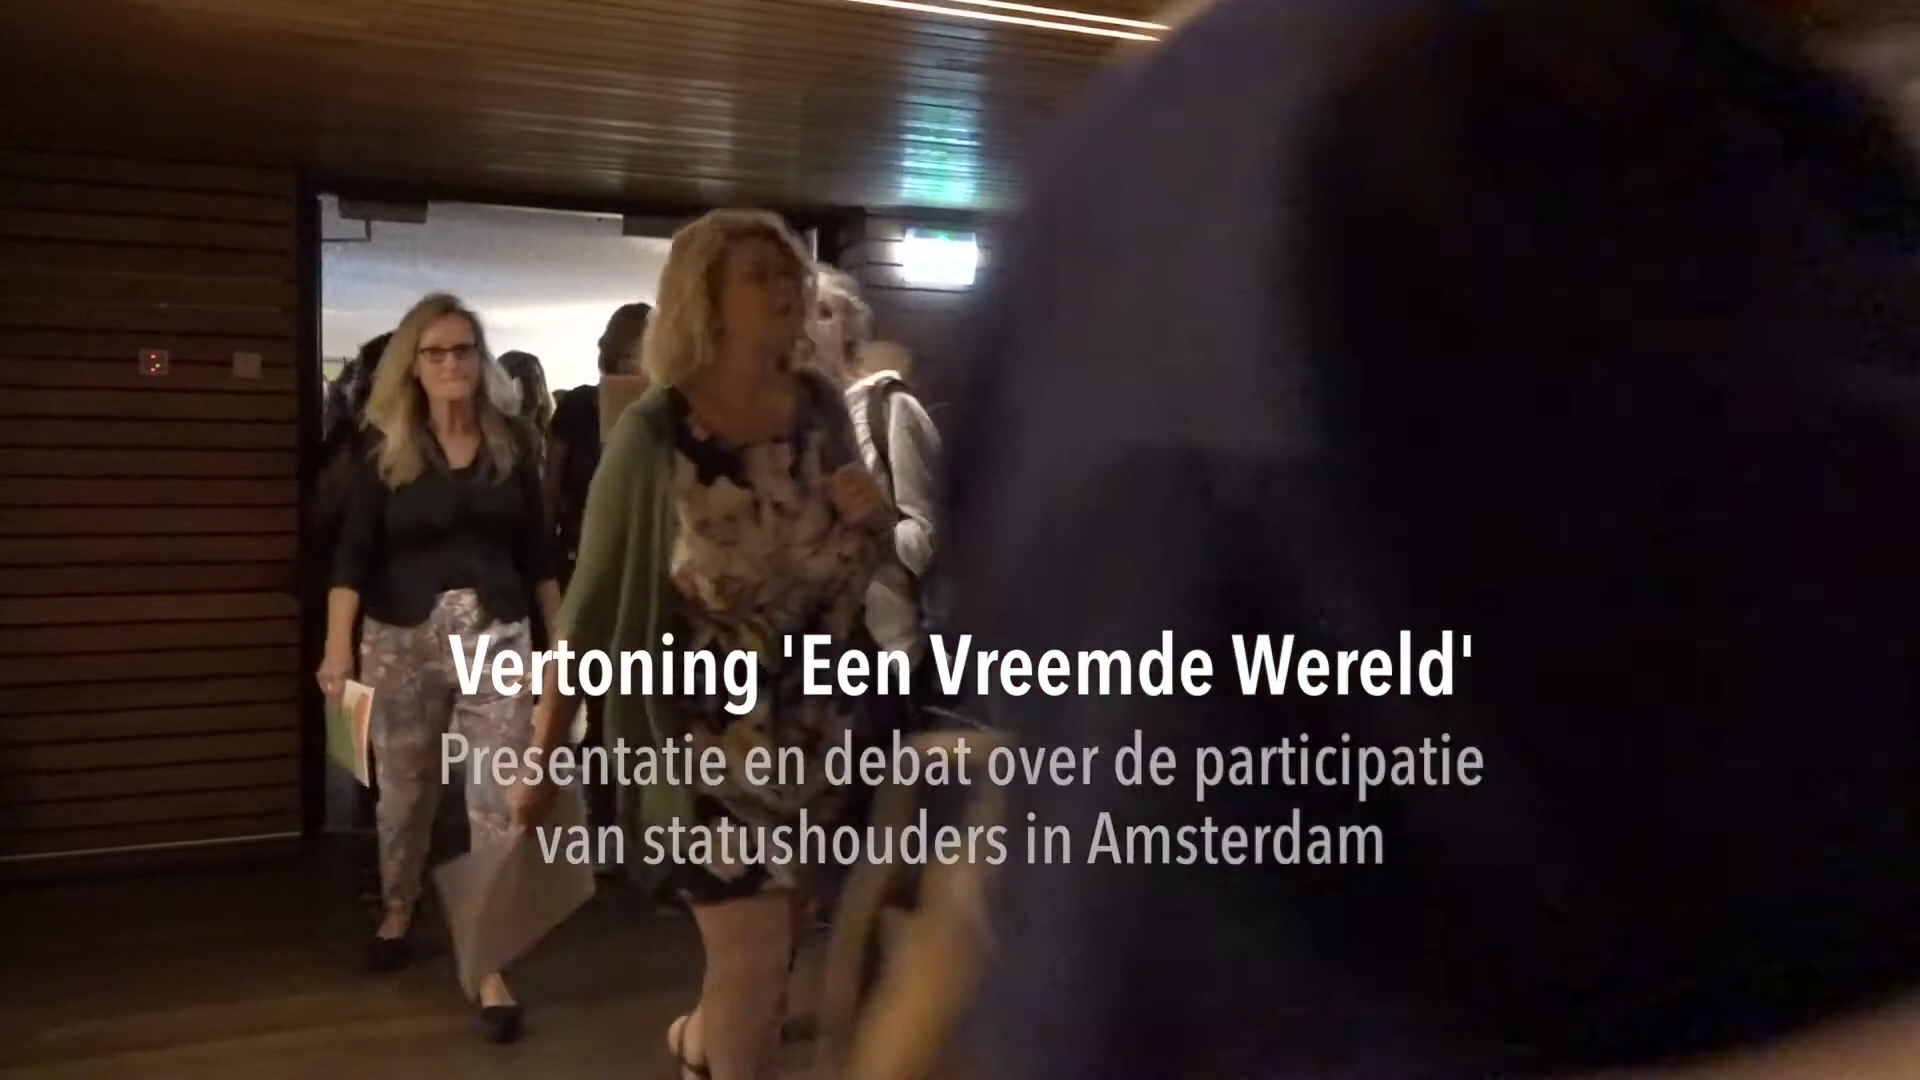 Vertoning 'Een Vreemde Wereld'
Presentatie en debat over de participatie
van statushouders in Amsterdam